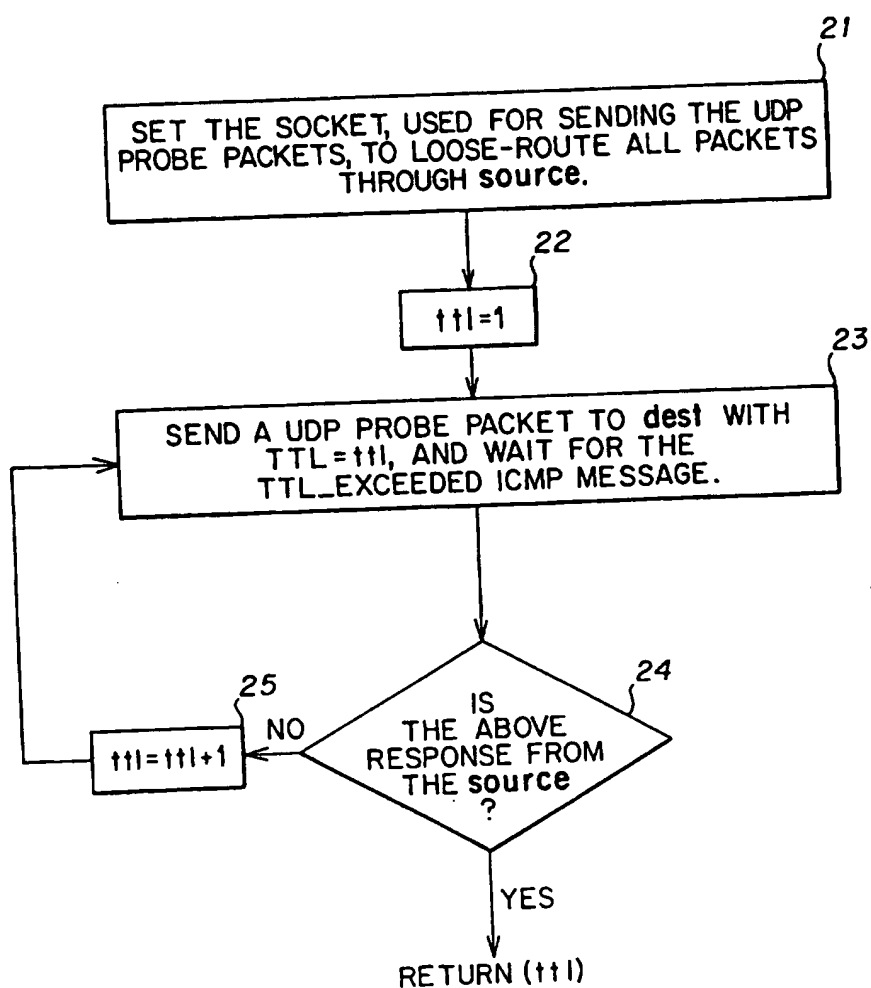 21
SET THE SOCKET, USED FOR SENDING THE UDP
PROBE PACKETS, TO LOOSE-ROUTE ALL PACKETS
THROUGH source.
22
ttl=1
23
SEND A UDP PROBE PACKET TO dest WITH
TTL=ttl, AND WAIT FOR THE
TTL_EXCEEDED ICMP MESSAGE.
24
IS
THE ABOVE
RESPONSE FROM
THE source
?
NO
25
ttl=ttl+1
YES
RETURN (ttl)